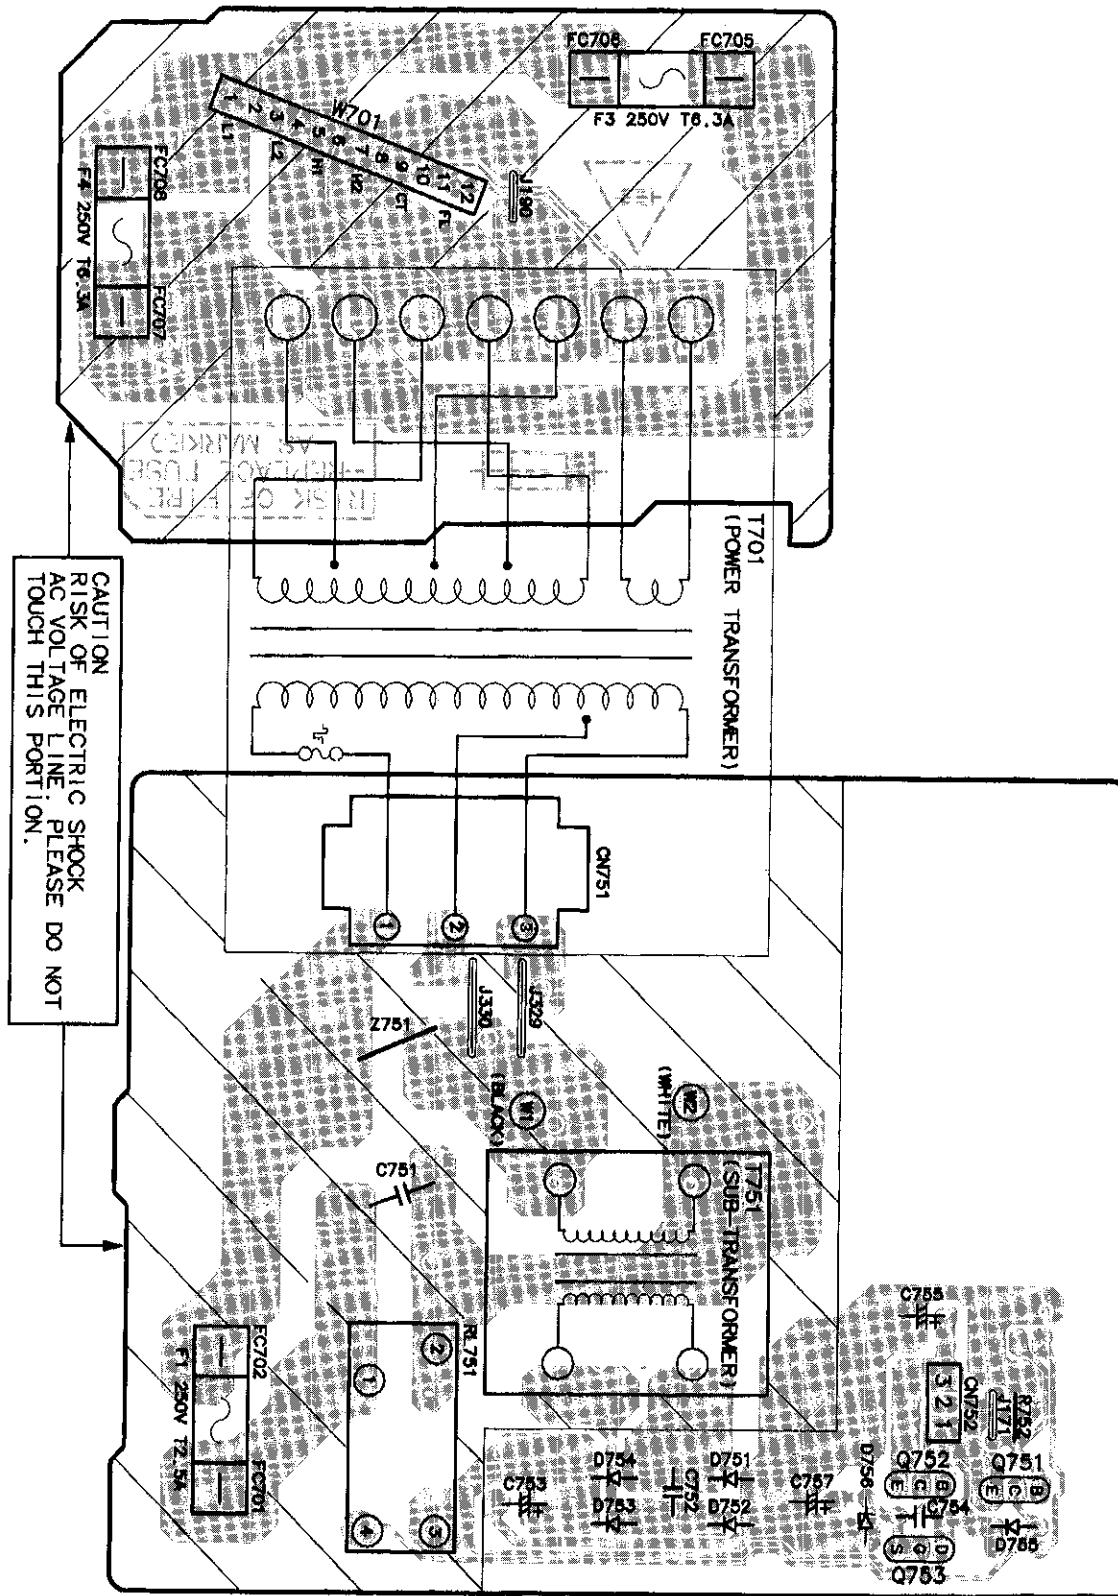 FC706
FC705
F3 250V T6.3A
W701
1 2 3 4 5 6 7 8 9 10 11 12
L1
L2
H1
H2
CT
FL
J190
FC708
F4 250V T6.3A
FC707
RISK OF FIRE
REPLACE FUSE
AS MARKED
T701
(POWER TRANSFORMER)
CAUTION
RISK OF ELECTRIC SHOCK
AC VOLTAGE LINE. PLEASE DO NOT
TOUCH THIS PORTION.
CN751
1
2
3
J330
J329
Z751
W1
(BLACK)
W2
(WHITE)
C751
T751
(SUB-TRANSFORMER)
RL751
1
2
3
4
FC702
F1 250V T2.5A
FC701
C755
CN752
3 2 1
J171
R752
Q752
E C B
Q751
E C B
C754
D755
Q753
S G D
D756
C757
D751
D752
C752
D754
D753
C753